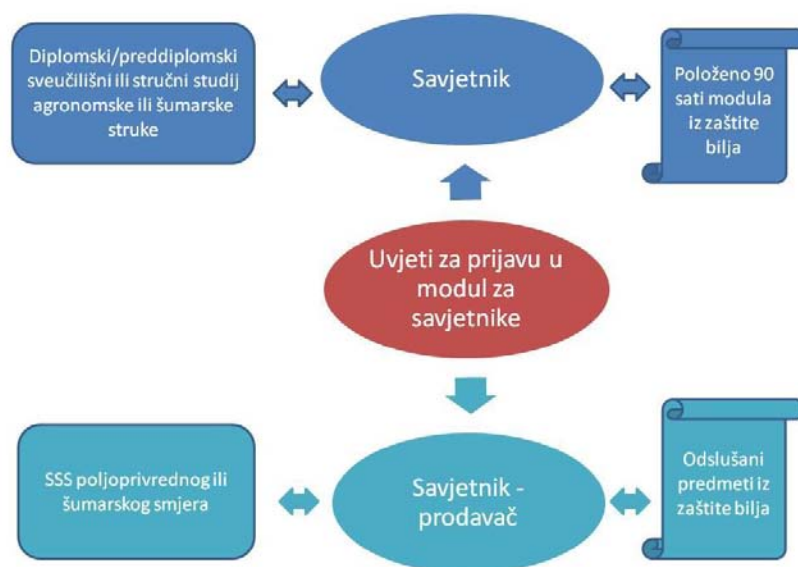 Diplomski/preddiplomski
sveučilišni ili stručni studij
agronomske ili šumarske
struke
Savjetnik
Položeno 90
sati modula
iz zaštite
bilja
Uvjeti za prijavu u
modul za
savjetnike
SSS poljoprivrednog ili
šumarskog smjera
Savjetnik -
prodavač
Odslušani
predmeti iz
zaštite bilja